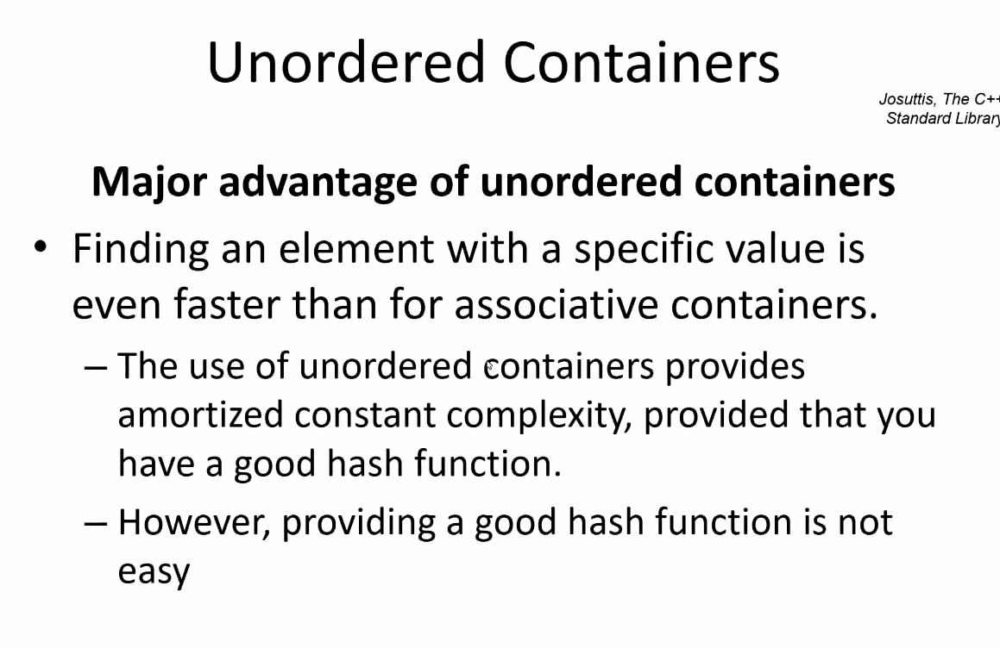 Unordered Containers
Josuttis, The C++
Standard Library
Major advantage of unordered containers
• Finding an element with a specific value is
even faster than for associative containers.
– The use of unordered containers provides
amortized constant complexity, provided that you
have a good hash function.
– However, providing a good hash function is not
easy